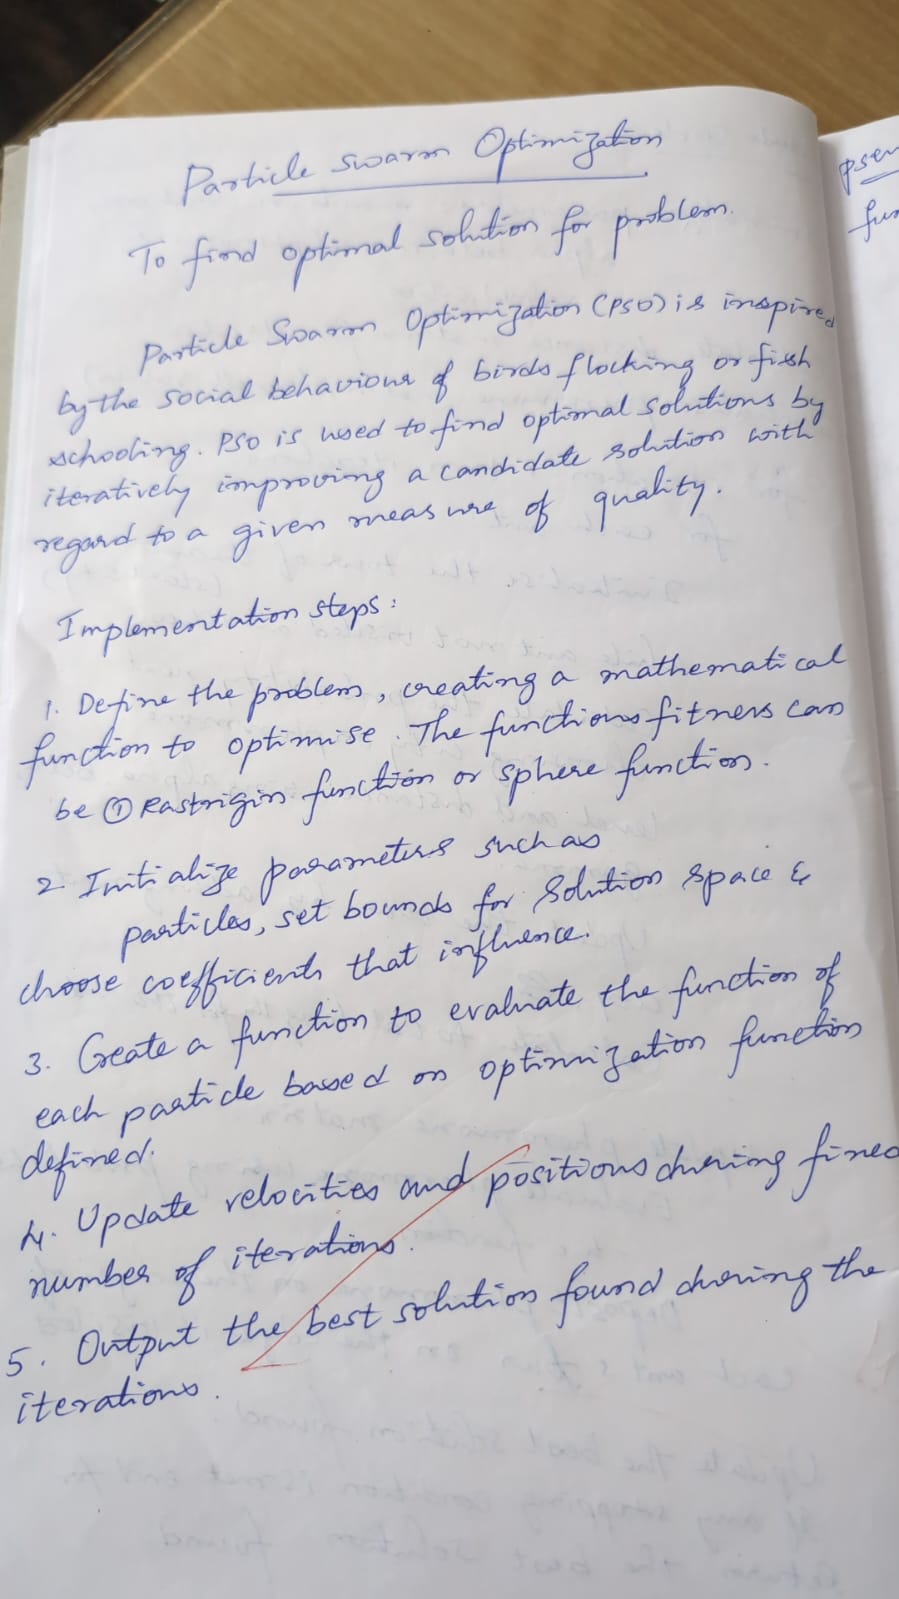 Particle Swarm Optimization
To find optimal solution for problem.
Particle Swarm Optimization (PSO) is inspired
by the social behaviour of birds flocking or fish
schooling. PSO is used to find optimal solutions by
iteratively improving a candidate solution with
regard to a given measure of quality.
Implementation steps:
1. Define the problem, creating a mathematical
function to optimise. The functions fitness can
be ① Rastrigin function or sphere function.
2 Initialize parameters such as
particles, set bounds for solution space &
choose coefficients that influence.
3. Create a function to evaluate the function of
each particle based on optimization function
defined.
4. Update velocities and positions during fixed
number of iterations.
5. Output the best solution found during the
iterations.